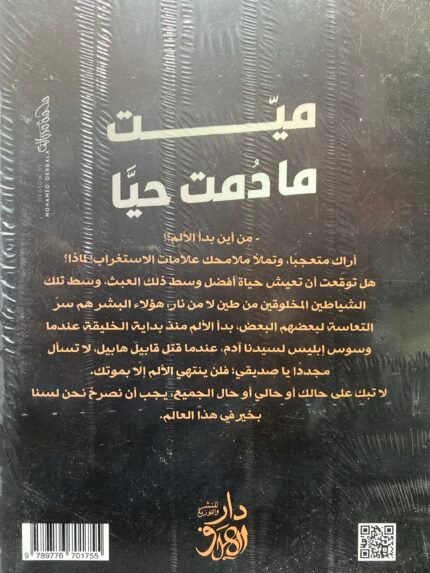 ميّت
ما دُمت حيًّا
- من أين بدأ الألم؟!
أراك متعجبًا، وتملأ ملامحك علامات الاستغراب! لماذا؟
هل توقعت أن تعيش حياة أفضل وسط ذلك العبث، وسط تلك
الشياطين المخلوقين من طين لا من نار، هؤلاء البشر هم سرّ
التعاسة لبعضهم البعض، بدأ الألم منذ بداية الخليقة عندما
وسوس إبليس لسيدنا آدم، عندما قتل قابيل هابيل، لا تسأل
مجددًا يا صديقي؛ فلن ينتهي الألم إلا بموتك.
لا تبكِ على حالك أو حالي أو حال الجميع، يجب أن نصرخ نحن لسنا
بخير في هذا العالم.
DESIGN BY
MOHAMED DERBALA
دار
للنشر والتوزيع
9 789776 701755